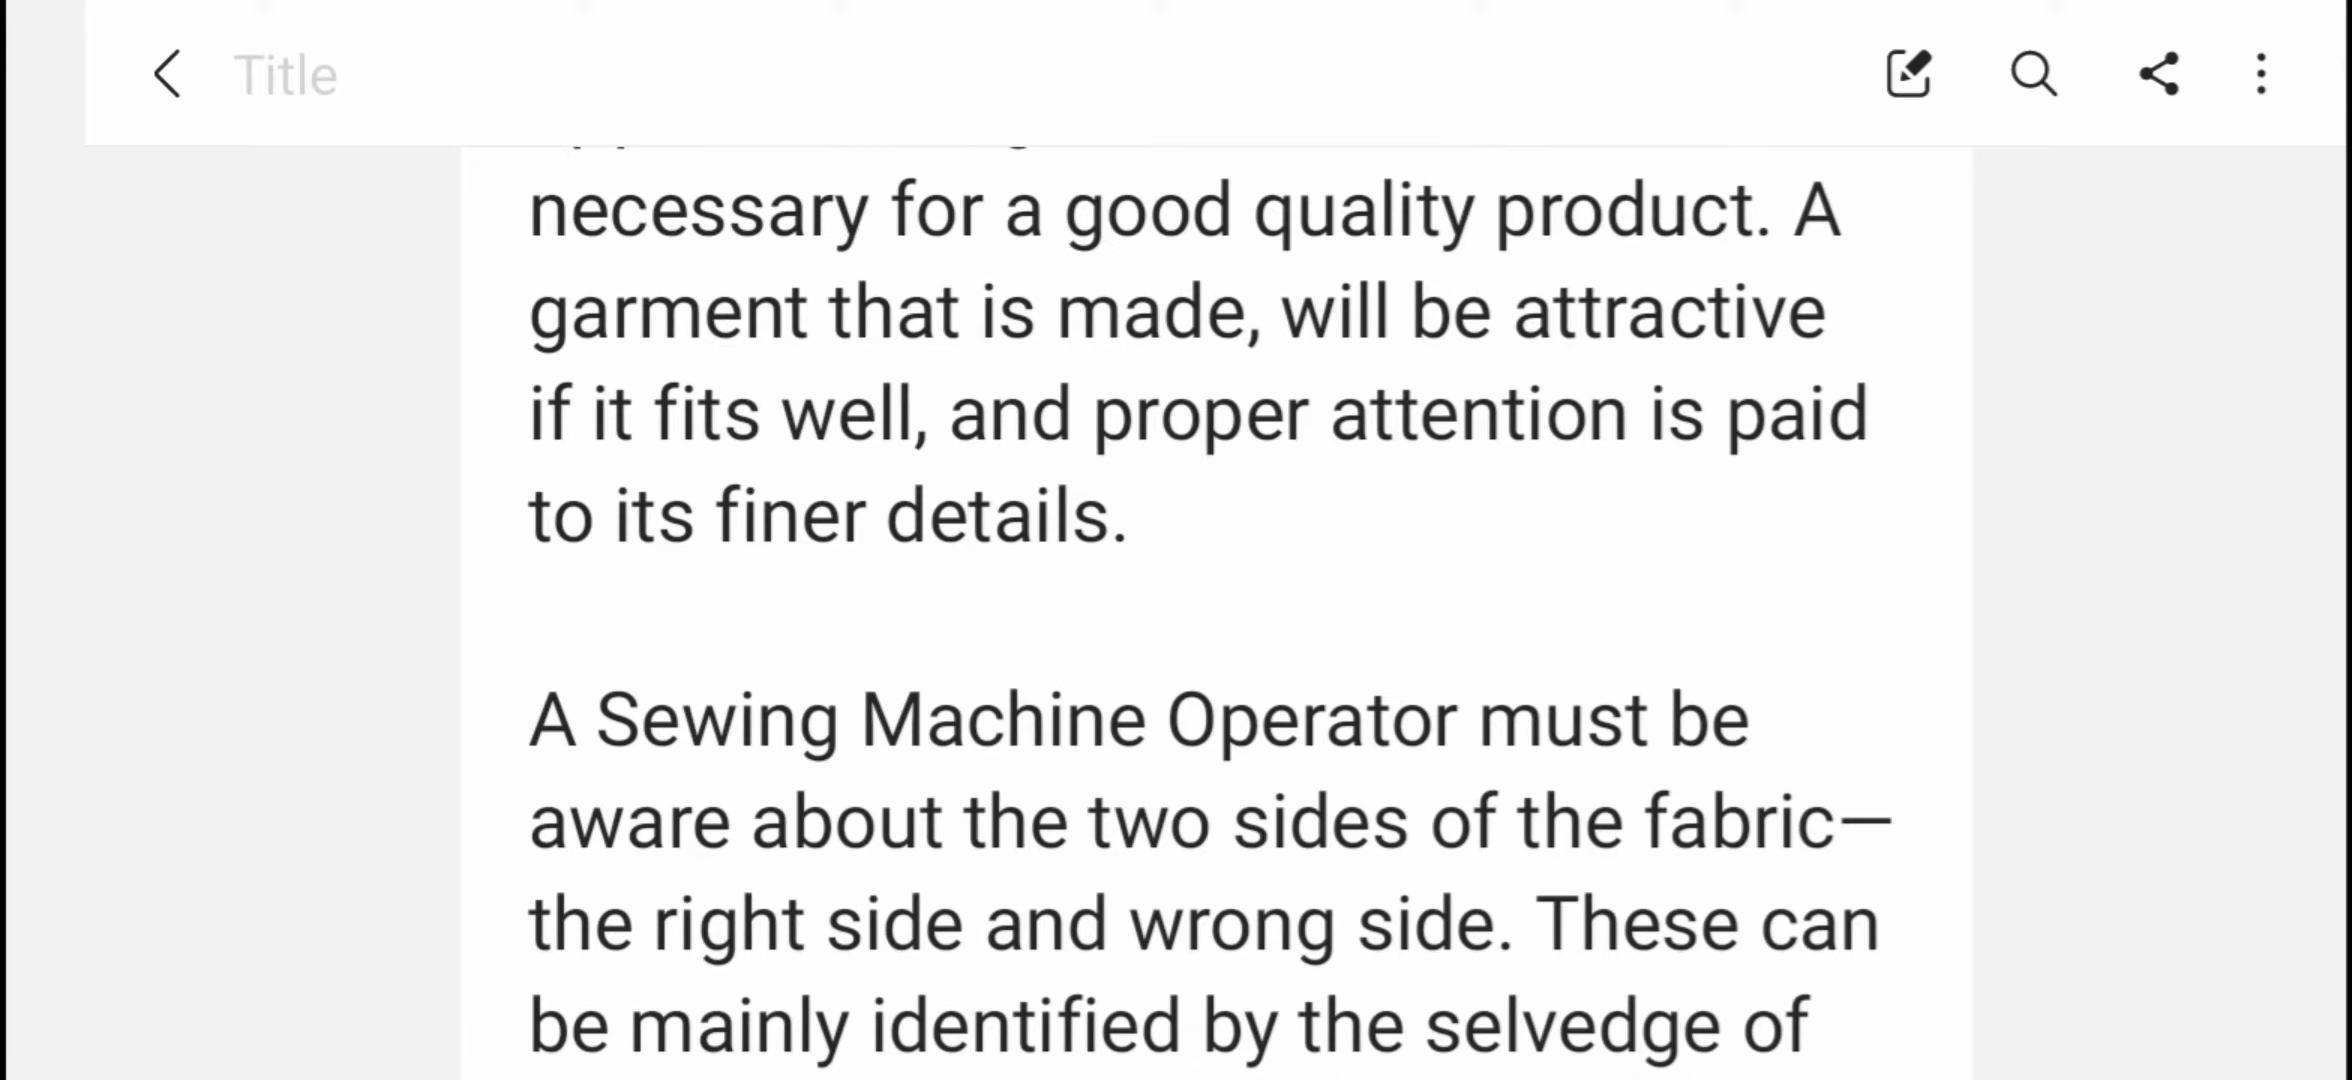 Title
necessary for a good quality product. A
garment that is made, will be attractive
if it fits well, and proper attention is paid
to its finer details.
A Sewing Machine Operator must be
aware about the two sides of the fabric—
the right side and wrong side. These can
be mainly identified by the selvedge of